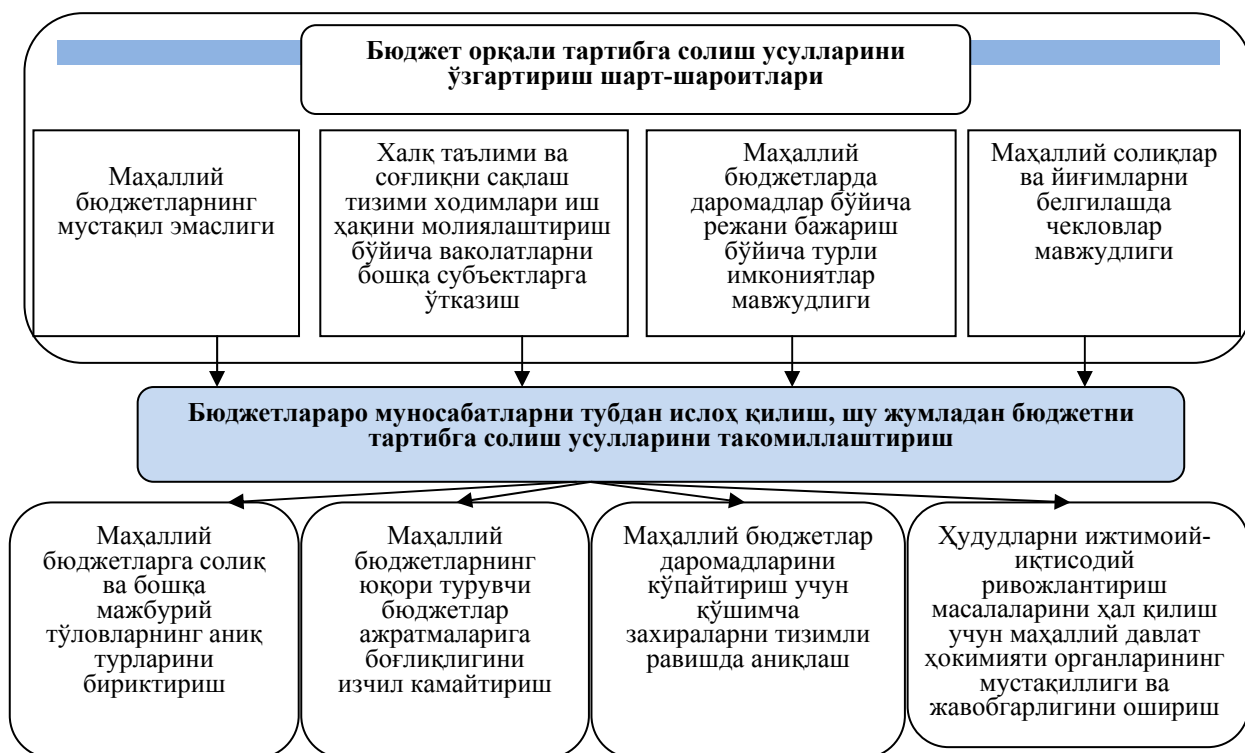 Бюджет орқали тартибга солиш усулларини
ўзгартириш шарт-шароитлари
Маҳаллий
бюджетларнинг
мустақил эмаслиги
Халқ таълими ва
соғлиқни сақлаш
тизими ходимлари иш
ҳақини молиялаштириш
бўйича ваколатларни
бошқа субъектларга
ўтказиш
Маҳаллий
бюджетларда
даромадлар бўйича
режани бажариш
бўйича турли
имкониятлар
мавжудлиги
Маҳаллий солиқлар
ва йиғимларни
белгилашда
чекловлар
мавжудлиги
Бюджетлараро муносабатларни тубдан ислоҳ қилиш, шу жумладан бюджетни
тартибга солиш усулларини такомиллаштириш
Маҳаллий
бюджетларга солиқ
ва бошқа
мажбурий
тўловларнинг аниқ
турларини
бириктириш
Маҳаллий
бюджетларнинг
юқори турувчи
бюджетлар
ажратмаларига
боғлиқлигини
изчил камайтириш
Маҳаллий бюджетлар
даромадларини
кўпайтириш учун
қўшимча
захираларни тизимли
равишда аниқлаш
Ҳудудларни ижтимоий-
иқтисодий
ривожлантириш
масалаларини ҳал қилиш
учун маҳаллий давлат
ҳокимияти органларининг
мустақиллиги ва
жавобгарлигини ошириш